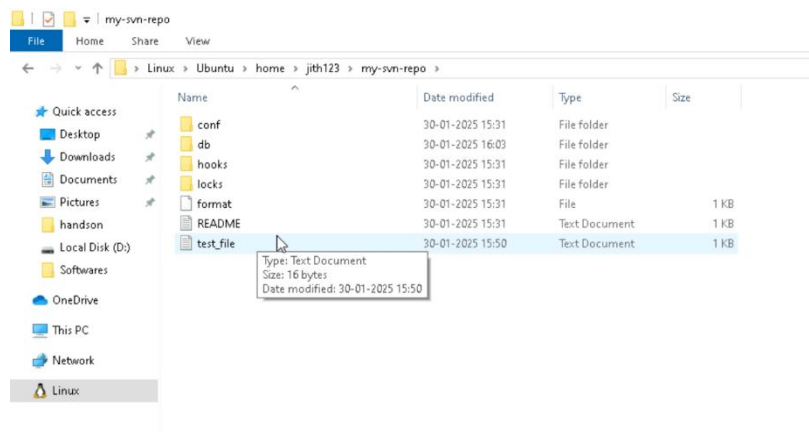 my-svn-repo
File Home Share View
Linux > Ubuntu > home > jith123 > my-svn-repo >
Name Date modified Type Size
Quick access
Desktop
Downloads
Documents
Pictures
handson
Local Disk (D:)
Softwares
OneDrive
This PC
Network
Linux
conf 30-01-2025 15:31 File folder
db 30-01-2025 16:03 File folder
hooks 30-01-2025 15:31 File folder
locks 30-01-2025 15:31 File folder
format 30-01-2025 15:31 File 1 KB
README 30-01-2025 15:31 Text Document 1 KB
test_file 30-01-2025 15:50 Text Document 1 KB
Type: Text Document
Size: 16 bytes
Date modified: 30-01-2025 15:50